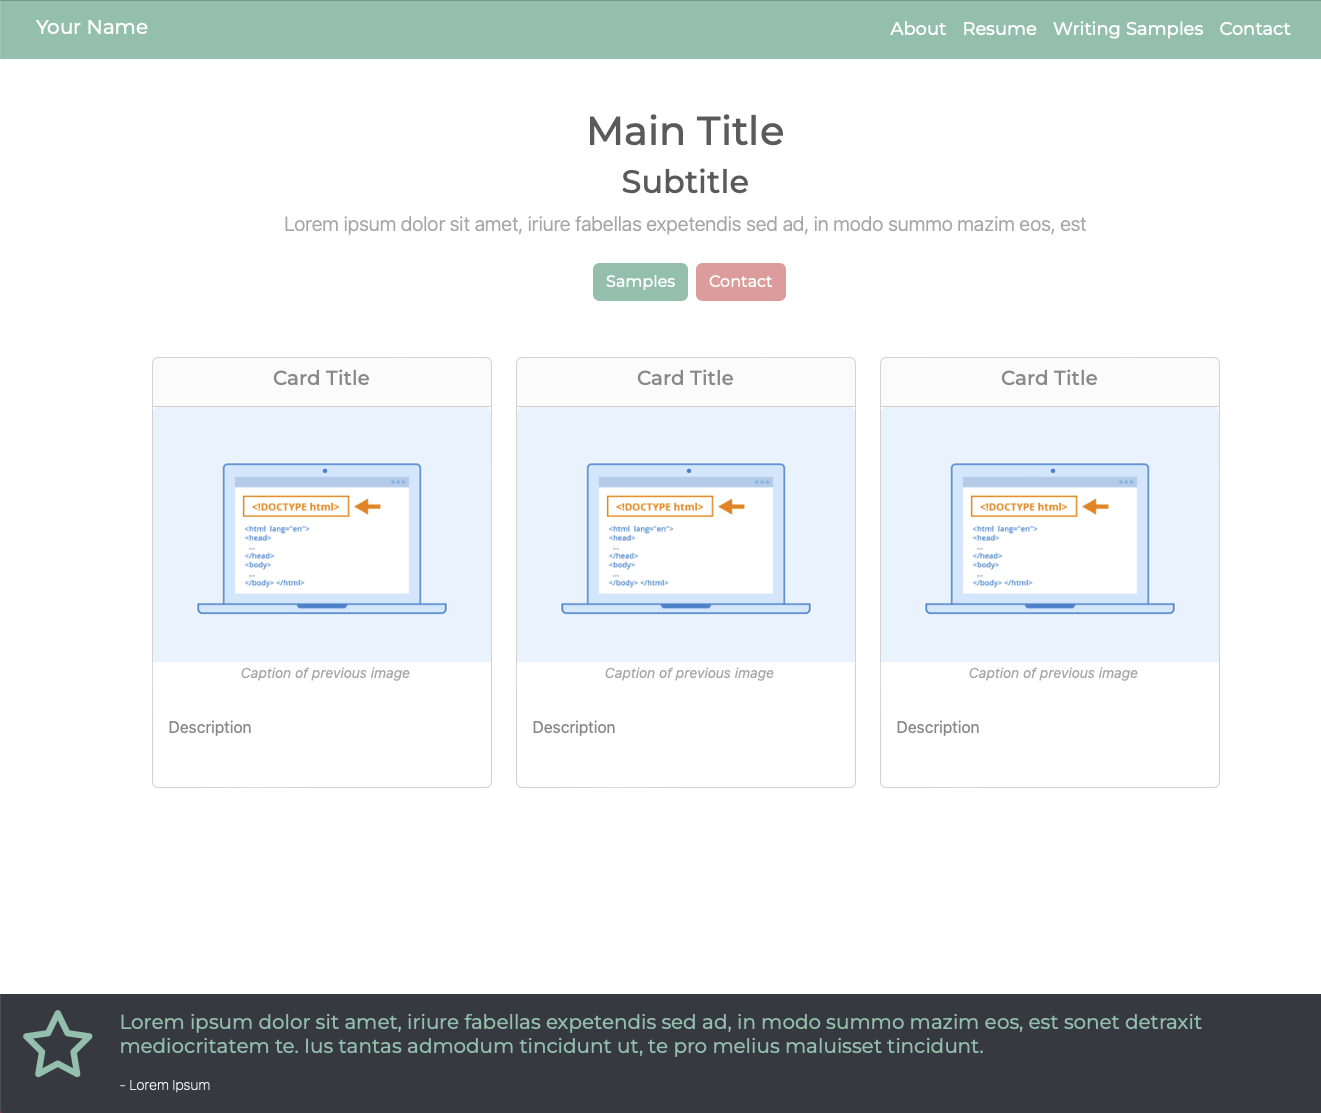 Your Name
About Resume Writing Samples Contact
Main Title
Subtitle
Lorem ipsum dolor sit amet, iriure fabellas expetendis sed ad, in modo summo mazim eos, est
Samples Contact
Card Title
<!DOCTYPE html>
<html lang="en">
<head>
...
</head>
<body>
...
</body> </html>
Caption of previous image
Description
Card Title
<!DOCTYPE html>
<html lang="en">
<head>
...
</head>
<body>
...
</body> </html>
Caption of previous image
Description
Card Title
<!DOCTYPE html>
<html lang="en">
<head>
...
</head>
<body>
...
</body> </html>
Caption of previous image
Description
Lorem ipsum dolor sit amet, iriure fabellas expetendis sed ad, in modo summo mazim eos, est sonet detraxit
mediocritatem te. Ius tantas admodum tincidunt ut, te pro melius maluisset tincidunt.
- Lorem Ipsum